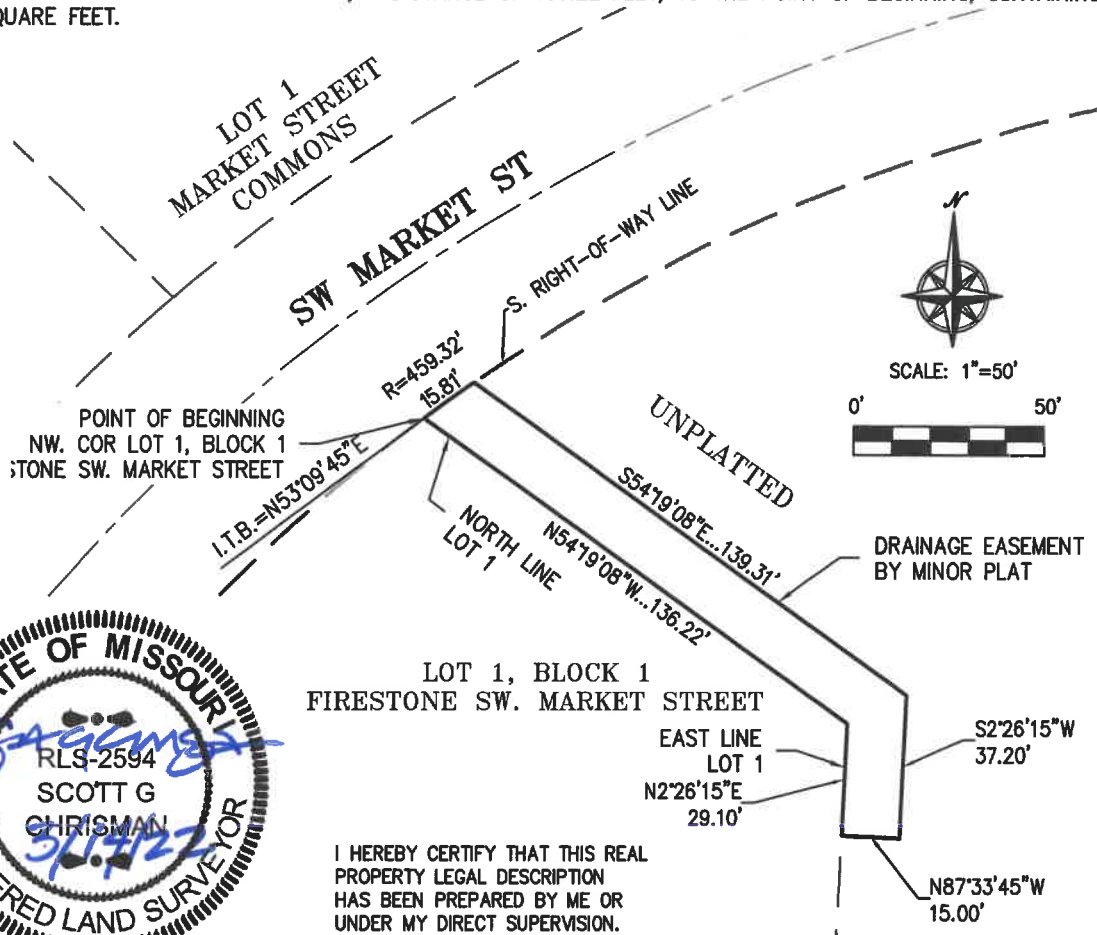 QUARE FEET.
LOT 1
MARKET STREET
COMMONS
SW MARKET ST
S. RIGHT-OF-WAY LINE
R=459.32'
15.81'
SCALE: 1"=50'
0' 50'
POINT OF BEGINNING
NW. COR LOT 1, BLOCK 1
STONE SW. MARKET STREET
I.T.B.=N53°09'45"E
UNPLATTED
NORTH LINE
LOT 1
S54°19'08"E...139.31'
N54°19'08"W...136.22'
DRAINAGE EASEMENT
BY MINOR PLAT
LOT 1, BLOCK 1
FIRESTONE SW. MARKET STREET
EAST LINE
LOT 1
N2°26'15"E
29.10'
S2°26'15"W
37.20'
N87°33'45"W
15.00'
TE OF MISSOURI
RLS-2594
SCOTT G
CHRISMAN
3/14/22
ERED LAND SURVEYOR
I HEREBY CERTIFY THAT THIS REAL
PROPERTY LEGAL DESCRIPTION
HAS BEEN PREPARED BY ME OR
UNDER MY DIRECT SUPERVISION.